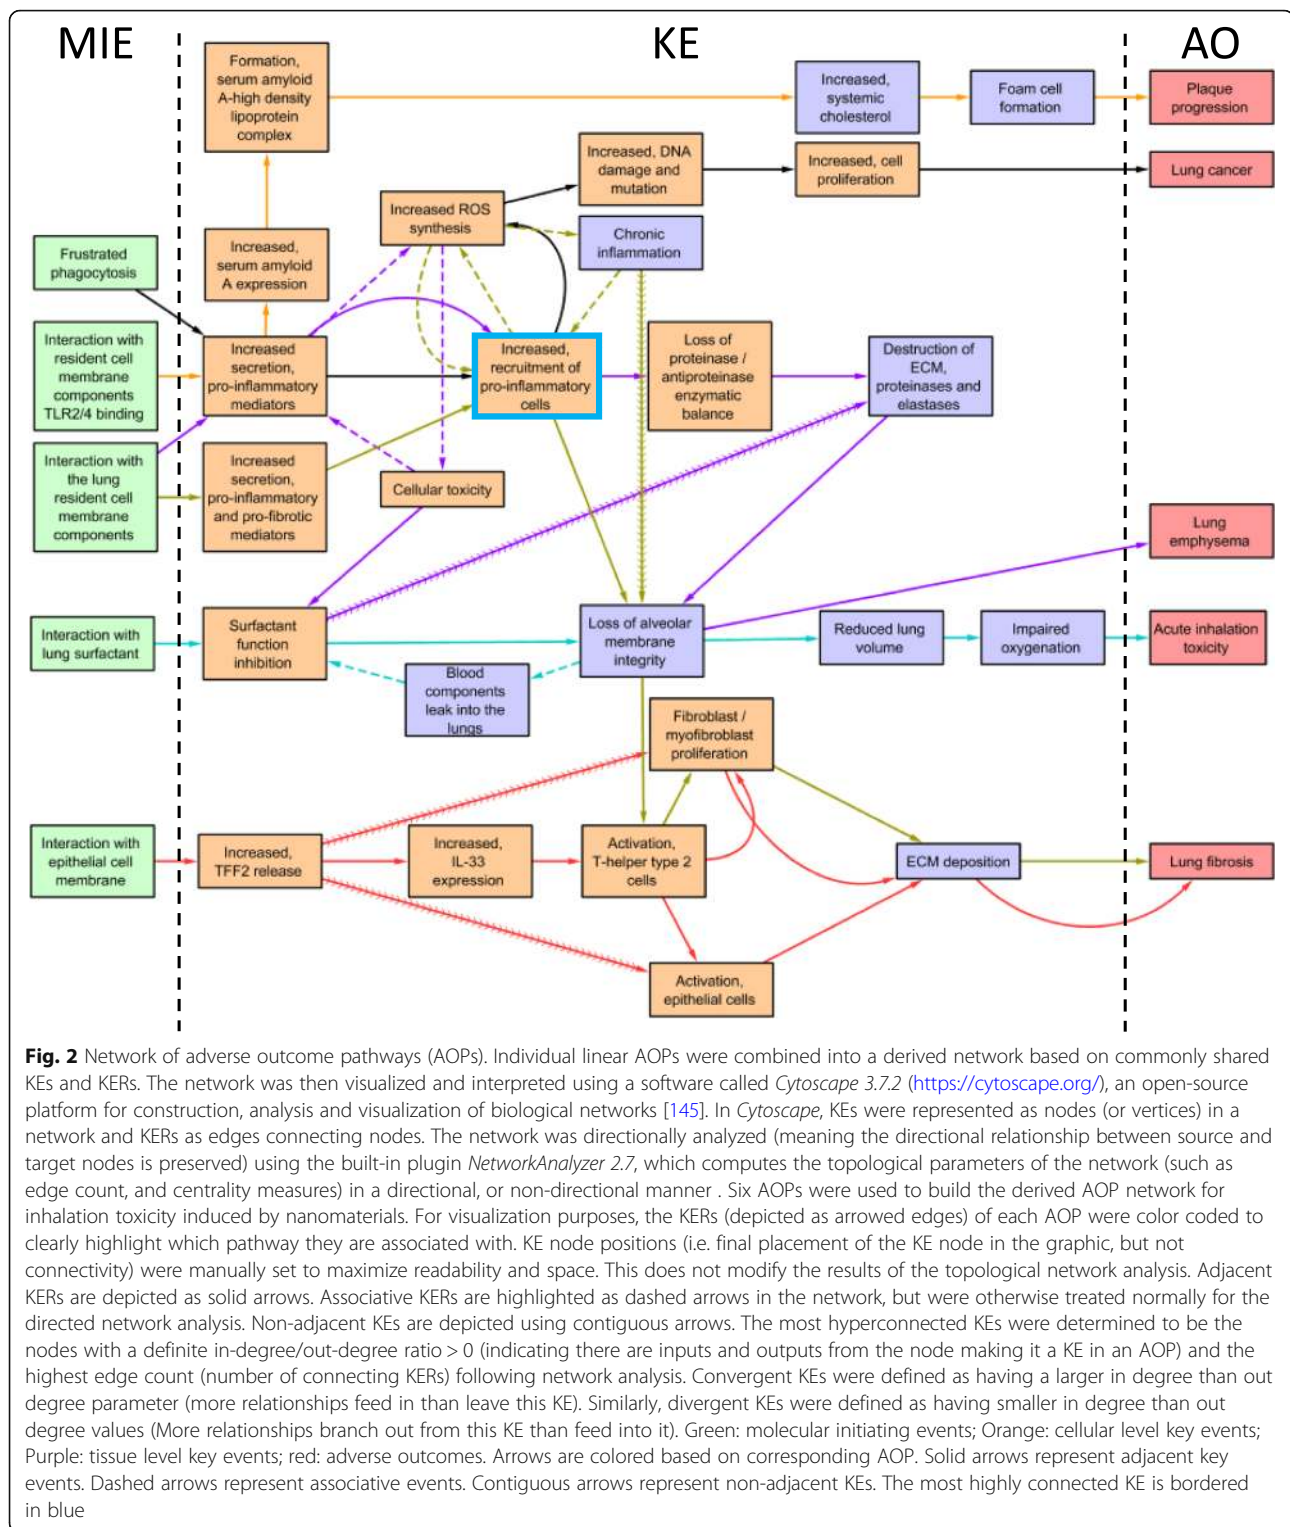 MIE
KE
AO
Formation,
serum amyloid
A-high density
lipoprotein
complex
Increased,
systemic
cholesterol
Foam cell
formation
Plaque
progression
Increased, DNA
damage and
mutation
Increased, cell
proliferation
Lung cancer
Increased ROS
synthesis
Chronic
inflammation
Frustrated
phagocytosis
Increased,
serum amyloid
A expression
Interaction with
resident cell
membrane
components
TLR2/4 binding
Increased
secretion,
pro-inflammatory
mediators
Increased,
recruitment of
pro-inflammatory
cells
Loss of
proteinase /
antiproteinase
enzymatic
balance
Destruction of
ECM,
proteinases and
elastases
Interaction with
the lung
resident cell
membrane
components
Increased
secretion,
pro-inflammatory
and pro-fibrotic
mediators
Cellular toxicity
Lung
emphysema
Interaction with
lung surfactant
Surfactant
function
inhibition
Loss of alveolar
membrane
integrity
Reduced lung
volume
Impaired
oxygenation
Acute inhalation
toxicity
Blood
components
leak into the
lungs
Fibroblast /
myofibroblast
proliferation
Interaction with
epithelial cell
membrane
Increased,
TFF2 release
Increased,
IL-33
expression
Activation,
T-helper type 2
cells
ECM deposition
Lung fibrosis
Activation,
epithelial cells
Fig. 2 Network of adverse outcome pathways (AOPs). Individual linear AOPs were combined into a derived network based on commonly shared
KEs and KERs. The network was then visualized and interpreted using a software called Cytoscape 3.7.2 (https://cytoscape.org/), an open-source
platform for construction, analysis and visualization of biological networks [145]. In Cytoscape, KEs were represented as nodes (or vertices) in a
network and KERs as edges connecting nodes. The network was directionally analyzed (meaning the directional relationship between source and
target nodes is preserved) using the built-in plugin NetworkAnalyzer 2.7, which computes the topological parameters of the network (such as
edge count, and centrality measures) in a directional, or non-directional manner . Six AOPs were used to build the derived AOP network for
inhalation toxicity induced by nanomaterials. For visualization purposes, the KERs (depicted as arrowed edges) of each AOP were color coded to
clearly highlight which pathway they are associated with. KE node positions (i.e. final placement of the KE node in the graphic, but not
connectivity) were manually set to maximize readability and space. This does not modify the results of the topological network analysis. Adjacent
KERs are depicted as solid arrows. Associative KERs are highlighted as dashed arrows in the network, but were otherwise treated normally for the
directed network analysis. Non-adjacent KEs are depicted using contiguous arrows. The most hyperconnected KEs were determined to be the
nodes with a definite in-degree/out-degree ratio > 0 (indicating there are inputs and outputs from the node making it a KE in an AOP) and the
highest edge count (number of connecting KERs) following network analysis. Convergent KEs were defined as having a larger in degree than out
degree parameter (more relationships feed in than leave this KE). Similarly, divergent KEs were defined as having smaller in degree than out
degree values (More relationships branch out from this KE than feed into it). Green: molecular initiating events; Orange: cellular level key events;
Purple: tissue level key events; red: adverse outcomes. Arrows are colored based on corresponding AOP. Solid arrows represent adjacent key
events. Dashed arrows represent associative events. Contiguous arrows represent non-adjacent KEs. The most highly connected KE is bordered
in blue